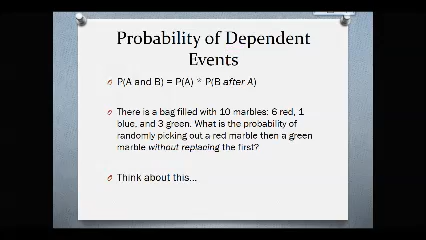 Probability of Dependent
Events
P(A and B) = P(A) * P(B after A)
There is a bag filled with 10 marbles: 6 red, 1
blue, and 3 green. What is the probability of
randomly picking out a red marble then a green
marble without replacing the first?
Think about this...